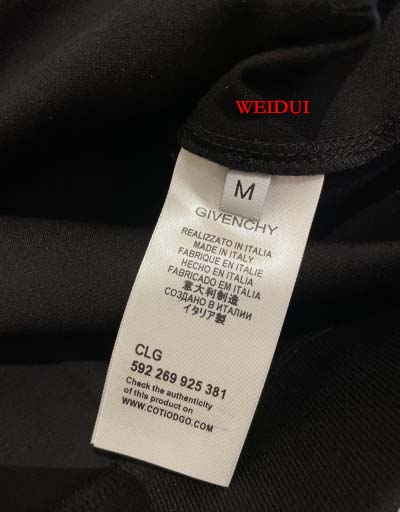 WEIDUI
M
GIVENCHY
REALIZZATO IN ITALIA
MADE IN ITALY
FABRIQUE EN ITALIE
HECHO EN ITALIA
FABRICADO EM ITALIA
意大利制造
СОЗДАНО В ИТАЛИИ
イタリア製
CLG
592 269 925 381
Check the authenticity
of this product on
WWW.COTIODGO.COM